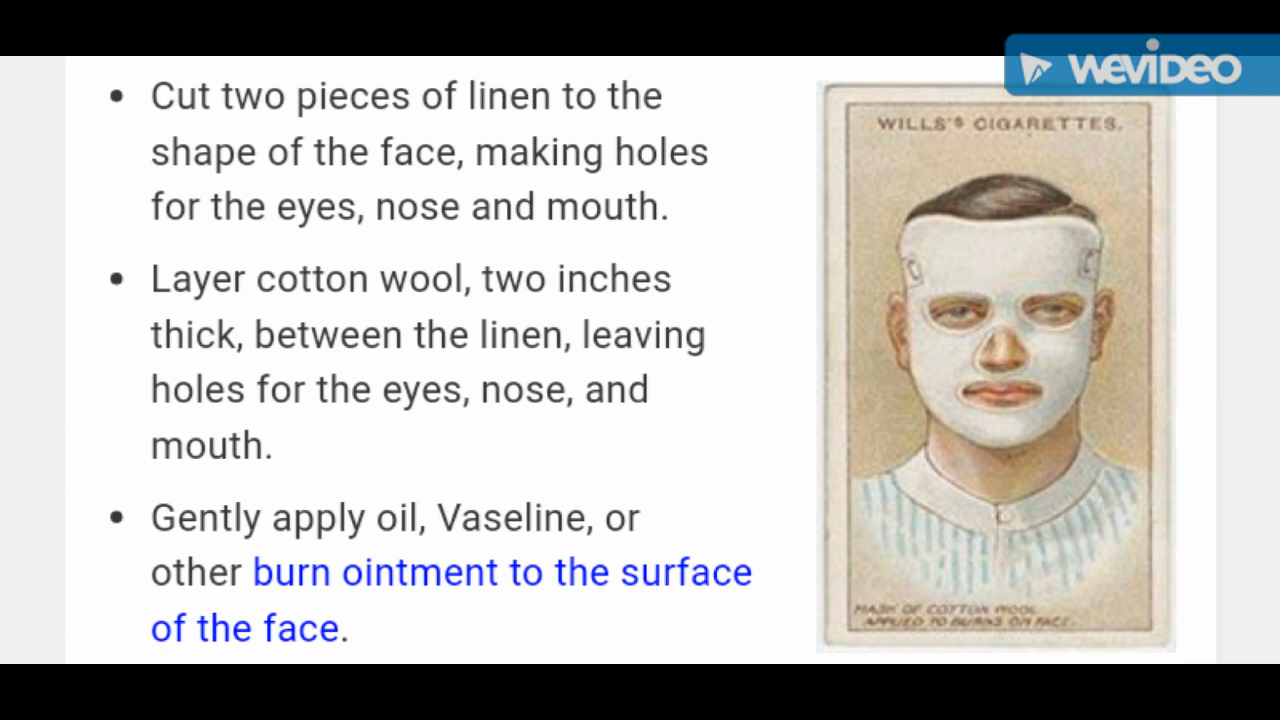 WEVIDEO
• Cut two pieces of linen to the
shape of the face, making holes
for the eyes, nose and mouth.
• Layer cotton wool, two inches
thick, between the linen, leaving
holes for the eyes, nose, and
mouth.
• Gently apply oil, Vaseline, or
other burn ointment to the surface
of the face.
WILLS'S CIGARETTES.
MASK OF COTTON WOOL
APPLIED TO BURNS ON FACE.